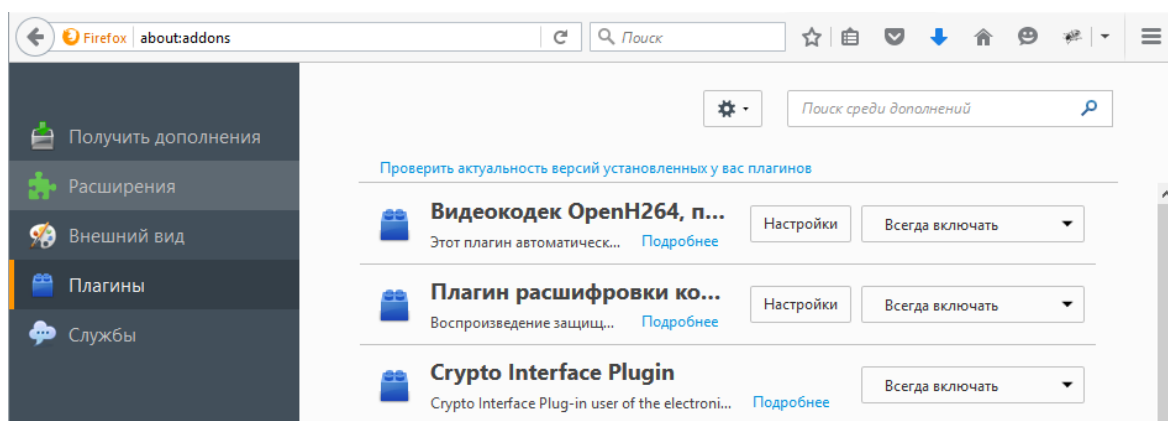 Firefox about:addons
Поиск
Поиск среди дополнений
Получить дополнения
Расширения
Внешний вид
Плагины
Службы
Проверить актуальность версий установленных у вас плагинов
Видеокодек OpenH264, п...
Этот плагин автоматическ... Подробнее
Настройки
Всегда включать
Плагин расшифровки ко...
Воспроизведение защищ... Подробнее
Настройки
Всегда включать
Crypto Interface Plugin
Crypto Interface Plug-in user of the electroni... Подробнее
Всегда включать